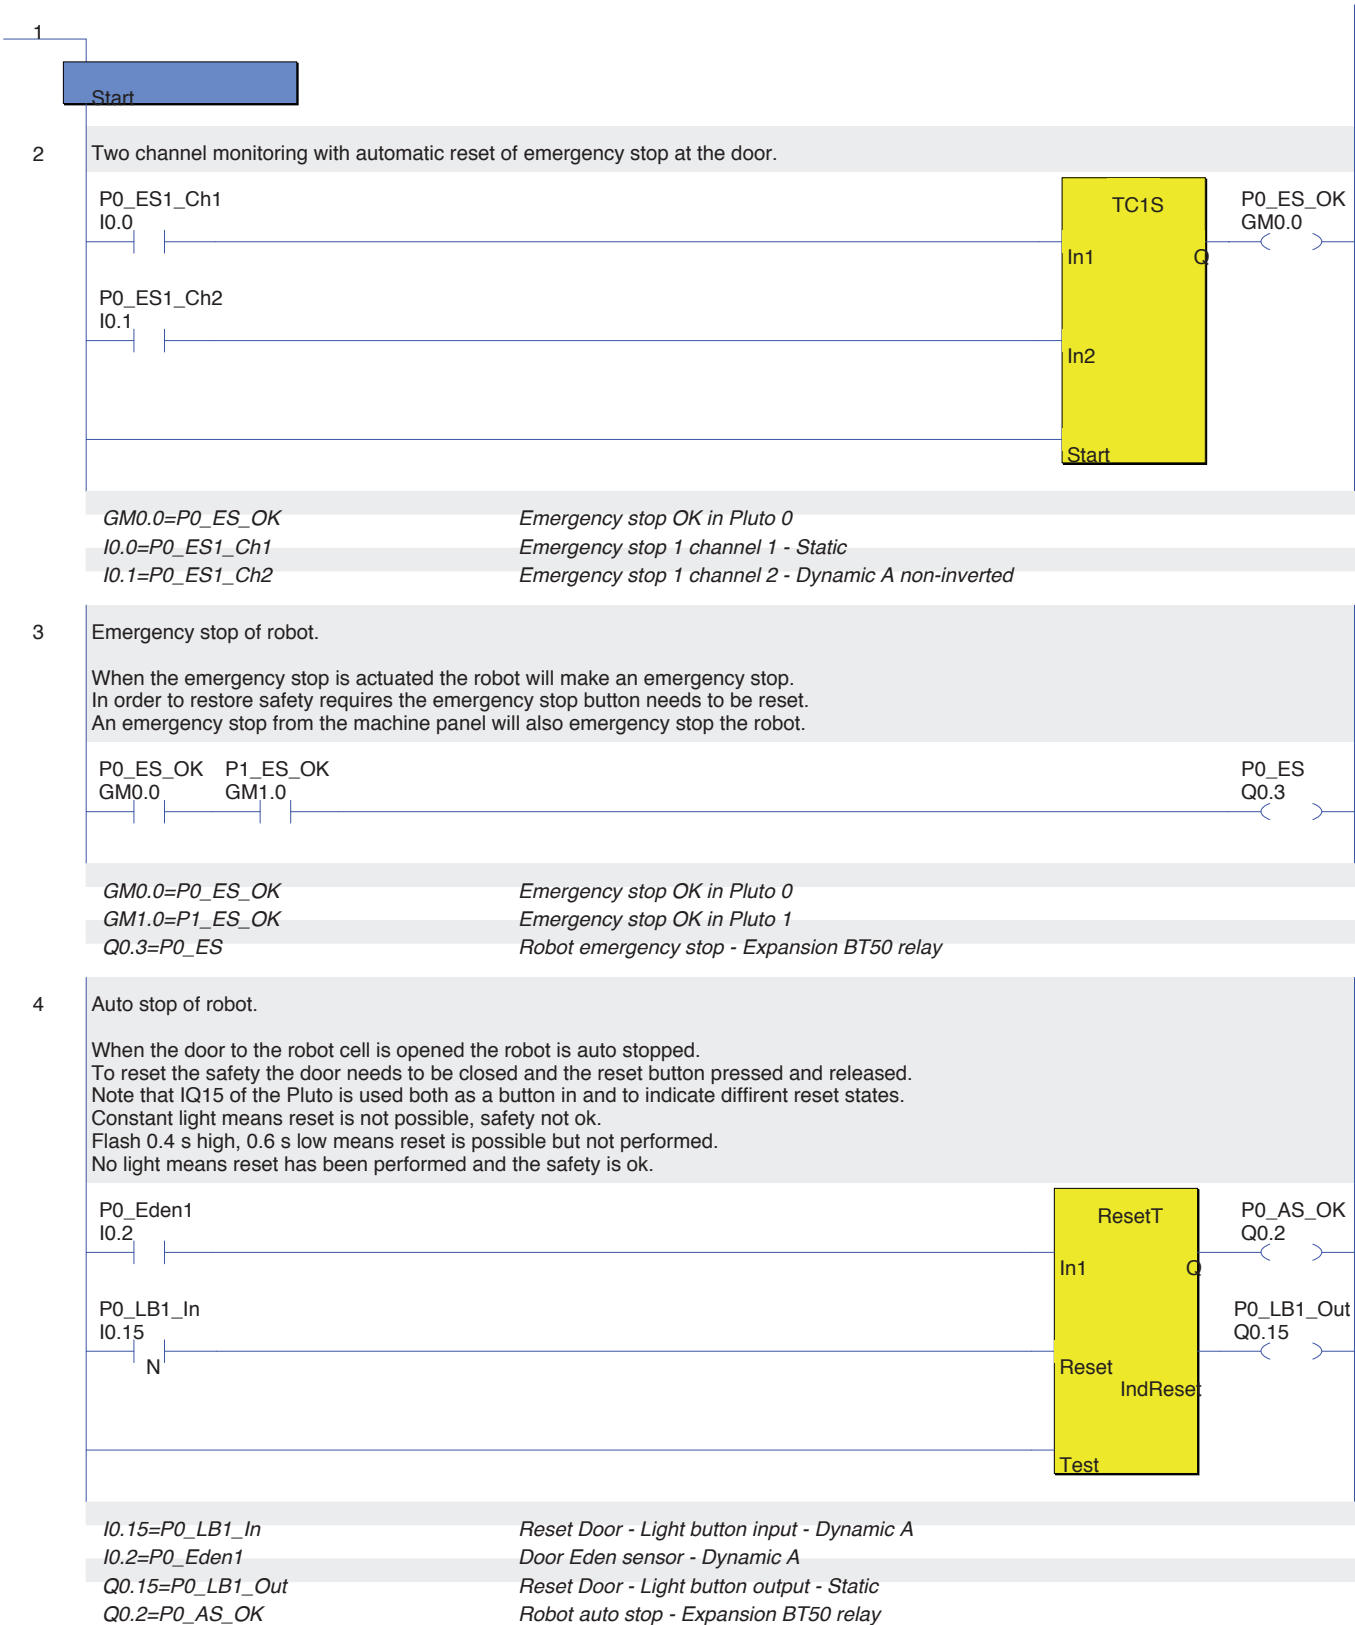 1
Start
2 Two channel monitoring with automatic reset of emergency stop at the door.
P0_ES1_Ch1 TC1S P0_ES_OK
I0.0 GM0.0
In1 Q
P0_ES1_Ch2
I0.1
In2
Start
GM0.0=P0_ES_OK Emergency stop OK in Pluto 0
I0.0=P0_ES1_Ch1 Emergency stop 1 channel 1 - Static
I0.1=P0_ES1_Ch2 Emergency stop 1 channel 2 - Dynamic A non-inverted
3 Emergency stop of robot.
When the emergency stop is actuated the robot will make an emergency stop.
In order to restore safety requires the emergency stop button needs to be reset.
An emergency stop from the machine panel will also emergency stop the robot.
P0_ES_OK P1_ES_OK P0_ES
GM0.0 GM1.0 Q0.3
GM0.0=P0_ES_OK Emergency stop OK in Pluto 0
GM1.0=P1_ES_OK Emergency stop OK in Pluto 1
Q0.3=P0_ES Robot emergency stop - Expansion BT50 relay
4 Auto stop of robot.
When the door to the robot cell is opened the robot is auto stopped.
To reset the safety the door needs to be closed and the reset button pressed and released.
Note that IQ15 of the Pluto is used both as a button in and to indicate diffirent reset states.
Constant light means reset is not possible, safety not ok.
Flash 0.4 s high, 0.6 s low means reset is possible but not performed.
No light means reset has been performed and the safety is ok.
P0_Eden1 ResetT P0_AS_OK
I0.2 Q0.2
In1 Q
P0_LB1_In P0_LB1_Out
I0.15 Q0.15
N Reset
IndReset
Test
I0.15=P0_LB1_In Reset Door - Light button input - Dynamic A
I0.2=P0_Eden1 Door Eden sensor - Dynamic A
Q0.15=P0_LB1_Out Reset Door - Light button output - Static
Q0.2=P0_AS_OK Robot auto stop - Expansion BT50 relay